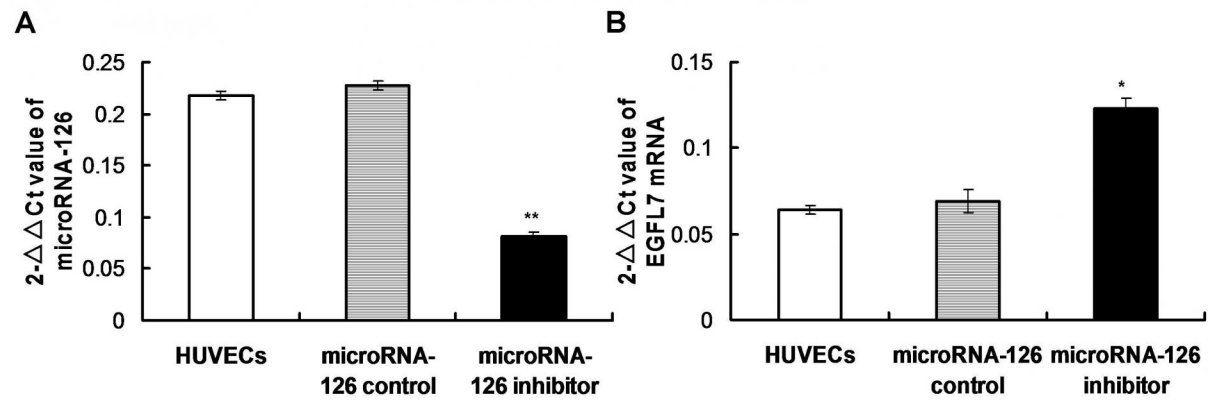 A
2-△△Ct value of
microRNA-126
0.25
0.2
0.15
0.1
0.05
0
**
HUVECs
microRNA-
126 control
microRNA-
126 inhibitor
B
2-△△Ct value of
EGFL7 mRNA
0.15
0.1
0.05
0
*
HUVECs
microRNA-126
control
microRNA-126
inhibitor